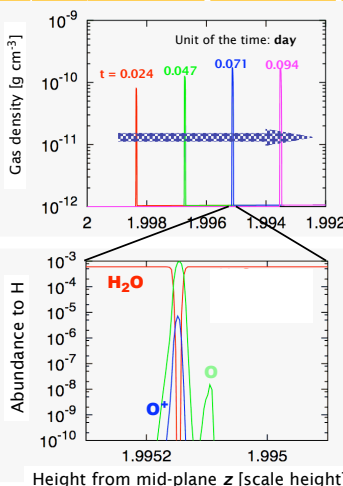 10⁻⁹
Unit of the time: day
t = 0.024 0.047 0.071 0.094
10⁻¹⁰
10⁻¹¹
10⁻¹²
Gas density [g cm⁻³]
2 1.998 1.996 1.994 1.992
10⁻³
H₂O
10⁻⁴
10⁻⁵
10⁻⁶
10⁻⁷
O
10⁻⁸
O⁺
10⁻⁹
10⁻¹⁰
Abundance to H
1.9952 1.995
Height from mid-plane z [scale height]